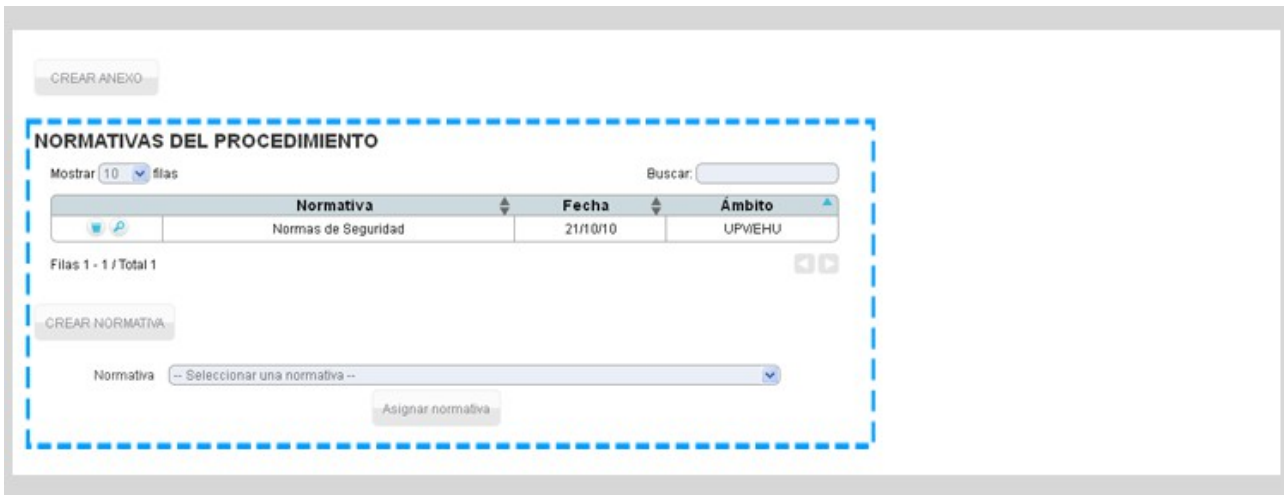 CREAR ANEXO
NORMATIVAS DEL PROCEDIMIENTO
Mostrar 10 filas Buscar:
Normativa Fecha Ámbito
Normas de Seguridad 21/10/10 UPV/EHU
Filas 1 - 1 / Total 1
CREAR NORMATIVA
Normativa -- Seleccionar una normativa --
Asignar normativa